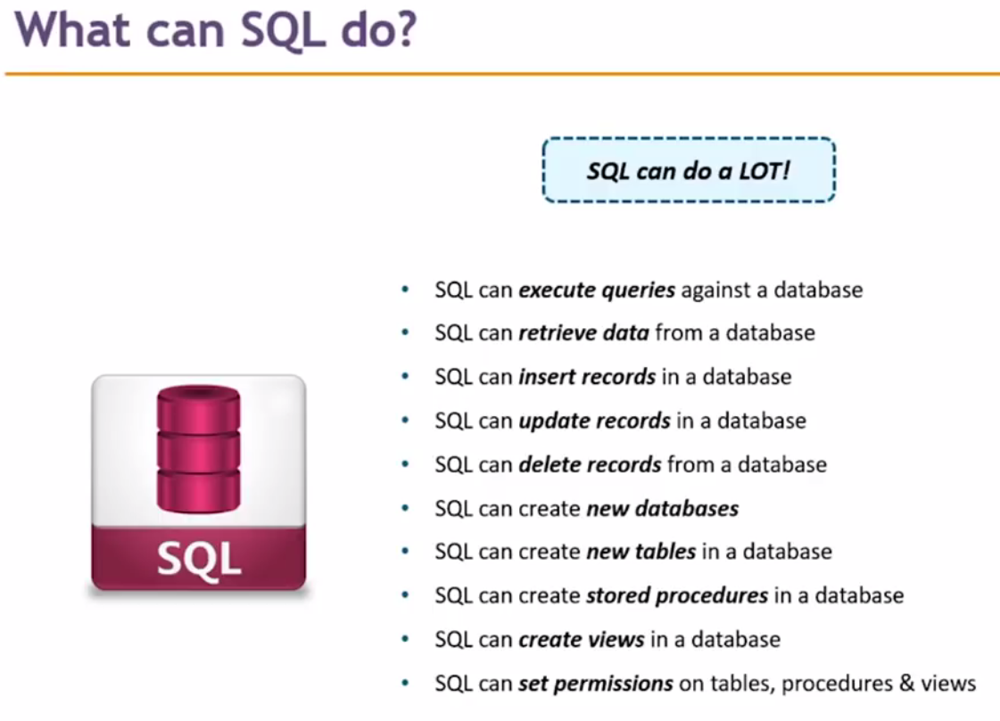 What can SQL do?
SQL can do a LOT!
• SQL can execute queries against a database
• SQL can retrieve data from a database
• SQL can insert records in a database
• SQL can update records in a database
• SQL can delete records from a database
• SQL can create new databases
• SQL can create new tables in a database
• SQL can create stored procedures in a database
• SQL can create views in a database
• SQL can set permissions on tables, procedures & views
SQL